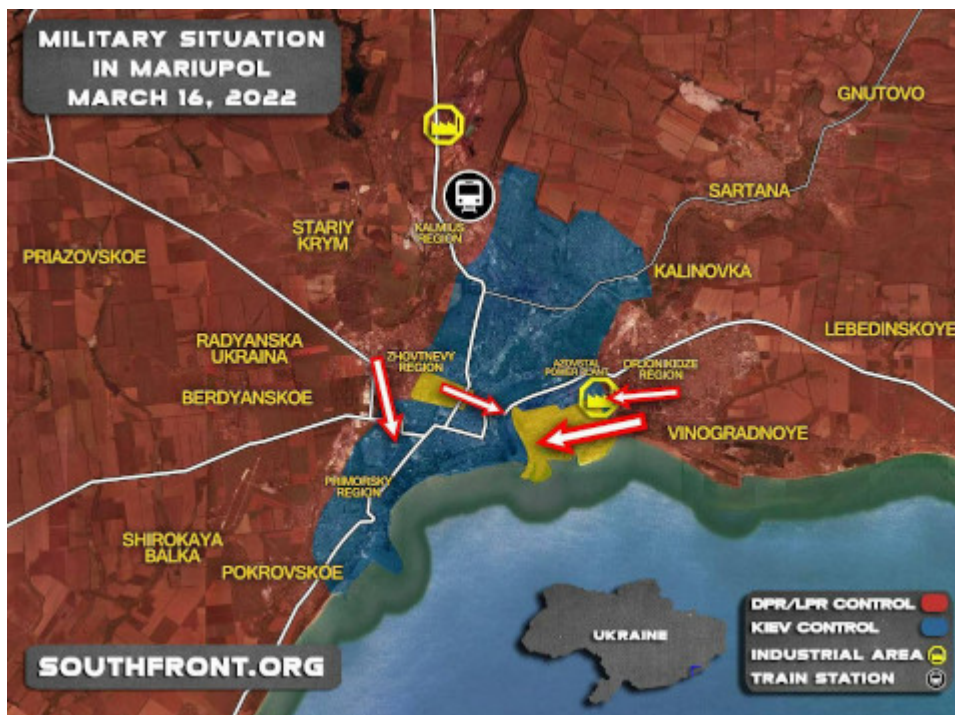 MILITARY SITUATION
IN MARIUPOL
MARCH 16, 2022
GNUTOVO
SARTANA
STARIY
KRYM
KALMIUS
REGION
PRIAZOVSKOE
KALINOVKA
RADYANSKA
UKRAINA
LEBEDINSKOYE
ZHOVTNEVY
REGION
AZOVSTAL
POWER PLANT
ORJONIKIDZE
REGION
BERDYANSKOE
VINOGRADNOYE
PRIMORSKY
REGION
SHIROKAYA
BALKA
POKROVSKOE
UKRAINE
DPR/LPR CONTROL
KIEV CONTROL
INDUSTRIAL AREA
TRAIN STATION
SOUTHFRONT.ORG